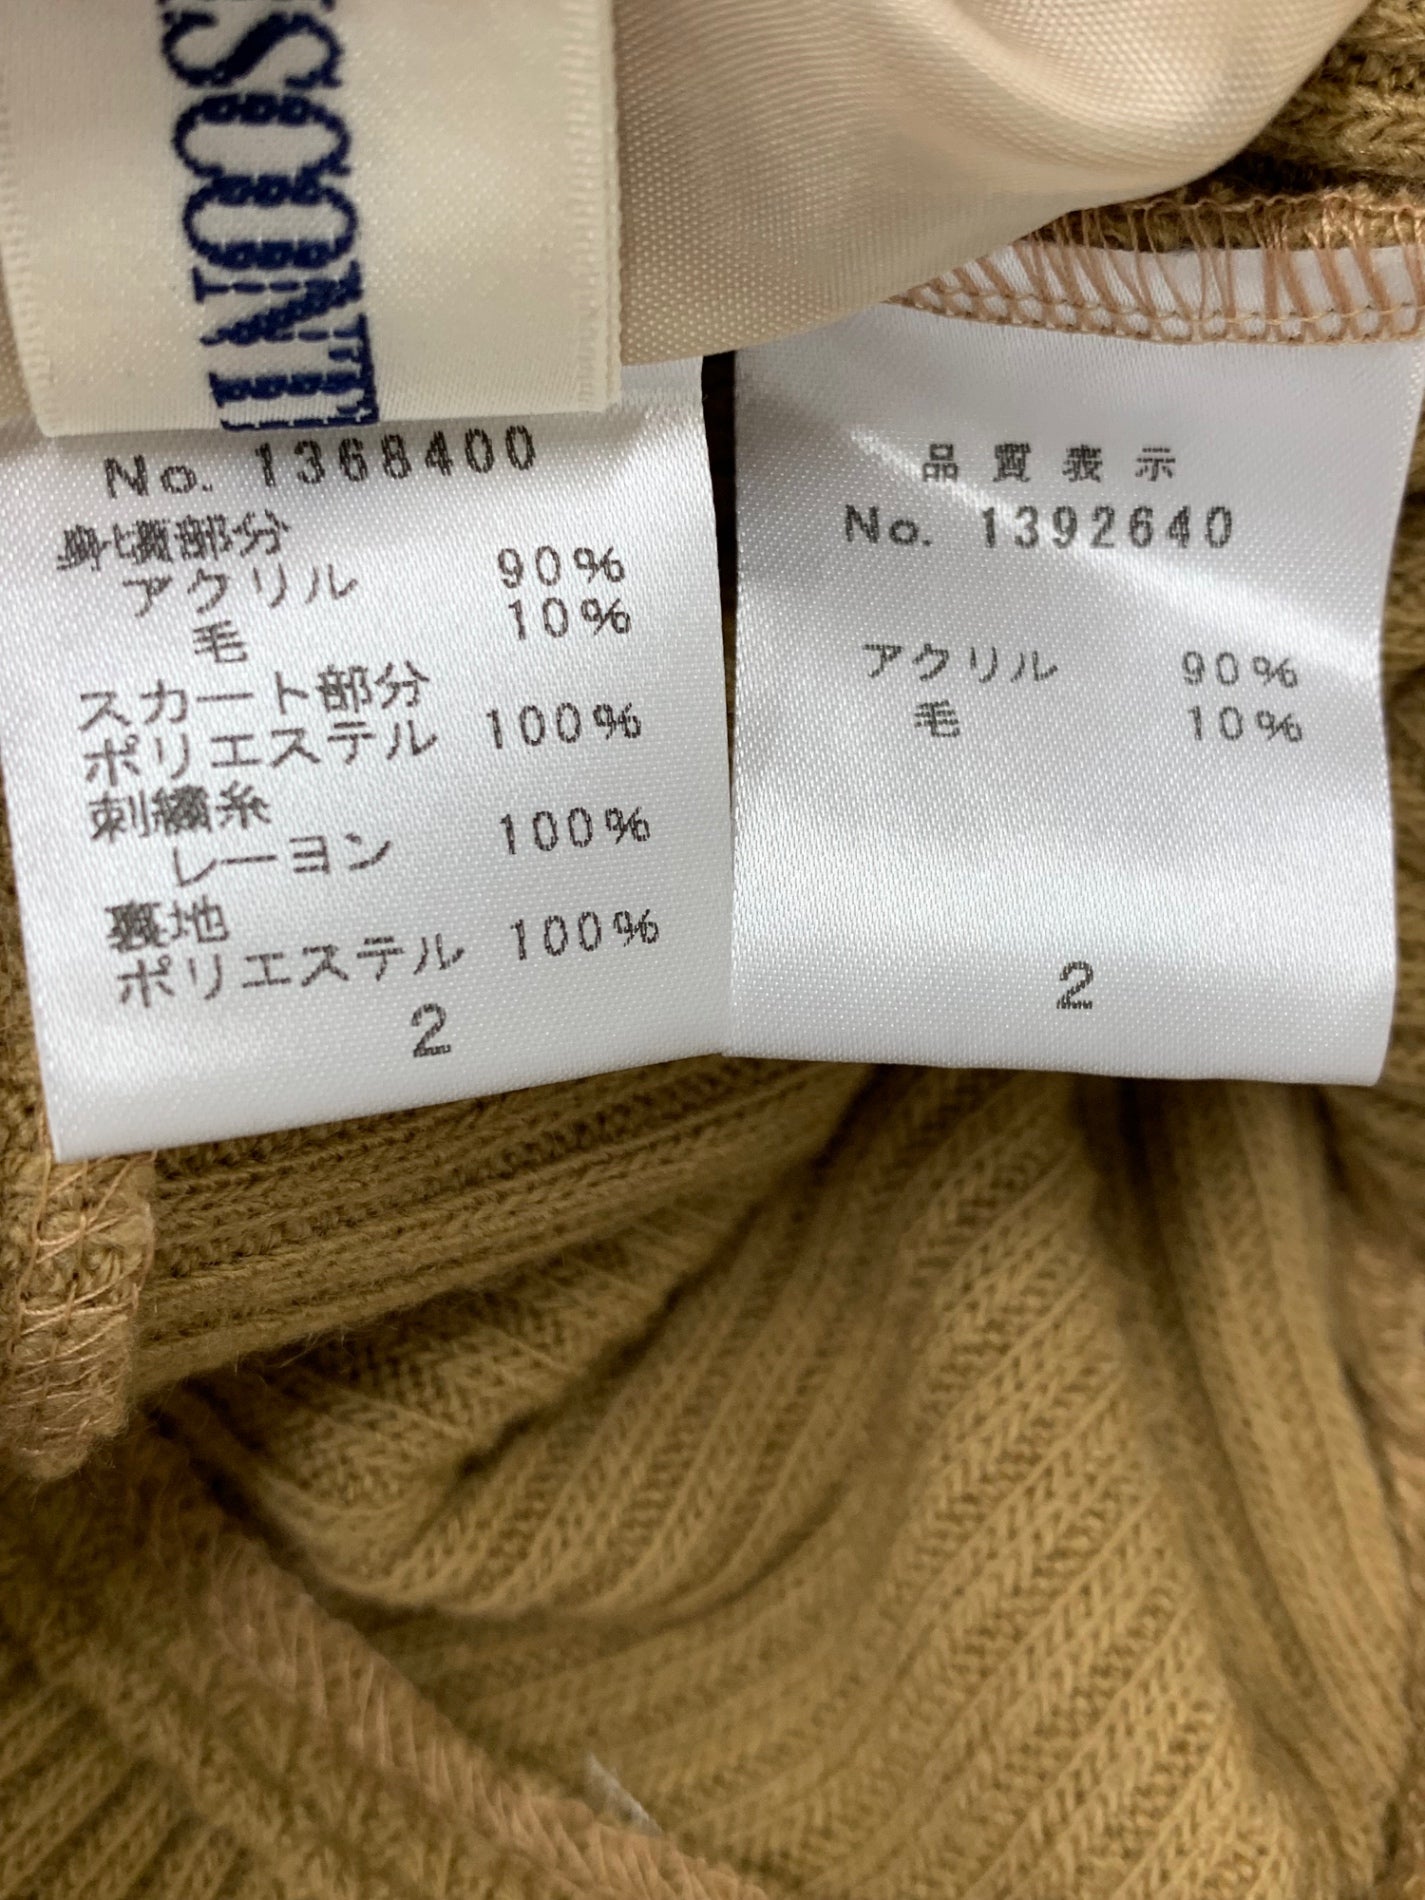 No. 1368400
身頃部分
アクリル 90%
毛 10%
スカート部分
ポリエステル 100%
刺繍糸
レーヨン 100%
裏地
ポリエステル 100%
2
品質表示
No. 1392640
アクリル 90%
毛 10%
2